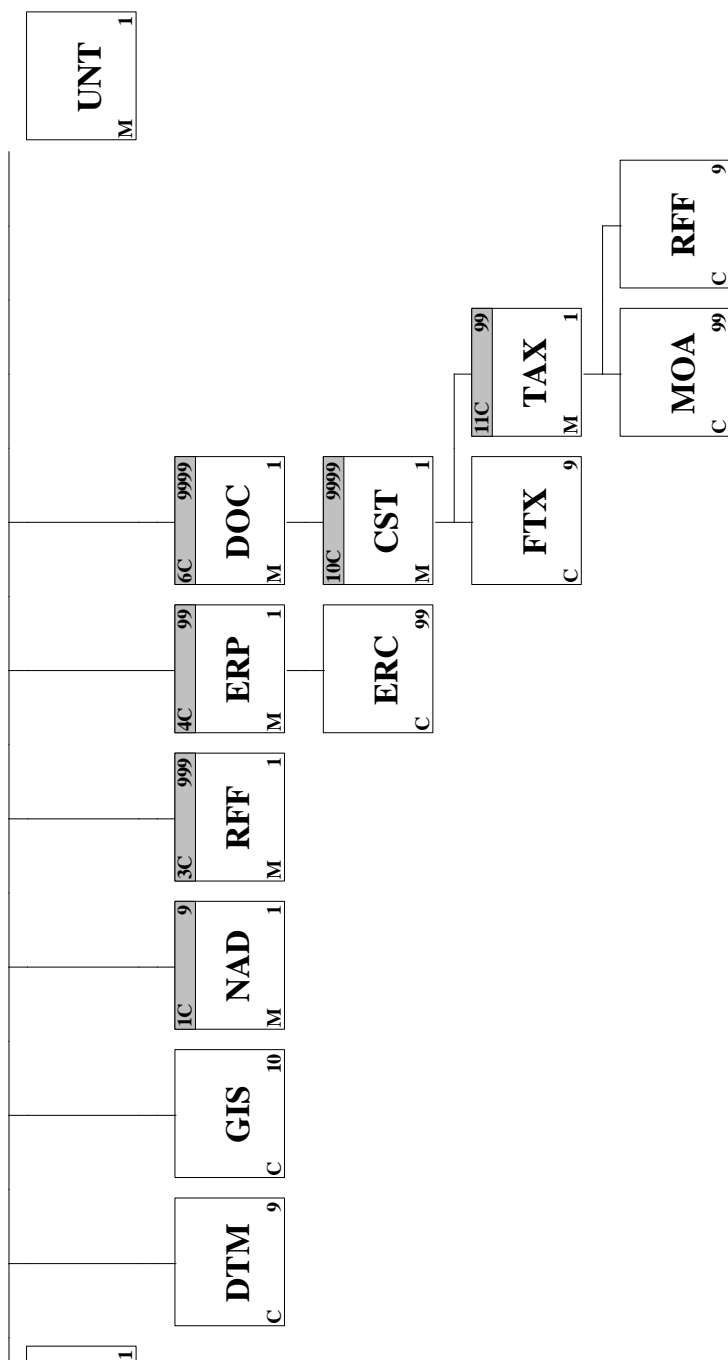 UNT
1 M 1
1C 9 3C 999 4C 99 6C 9999
DTM GIS NAD RFF ERP DOC
C 9 C 10 M 1 M 1 M 1 M 1
10C 9999
ERC CST
C 99 M 1
11C 99
FTX TAX
C 9 M 1
MOA RFF
C 99 C 9